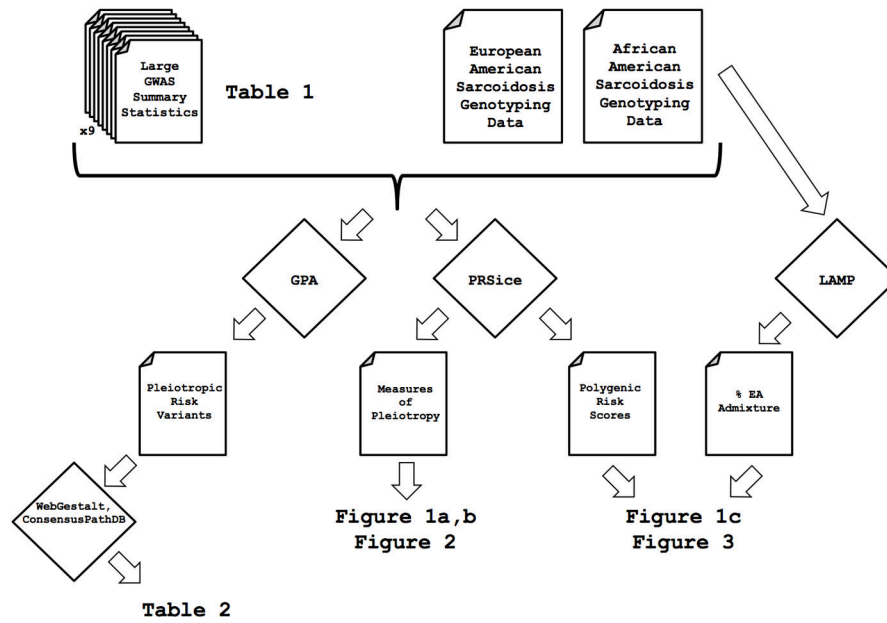 Large
GWAS
Summary
Statistics
x9
Table 1
European
American
Sarcoidosis
Genotyping
Data
African
American
Sarcoidosis
Genotyping
Data
GPA
PRSice
LAMP
Pleiotropic
Risk
Variants
Measures
of
Pleiotropy
Polygenic
Risk
Scores
% EA
Admixture
WebGestalt,
ConsensusPathDB
Figure 1a,b
Figure 2
Figure 1c
Figure 3
Table 2